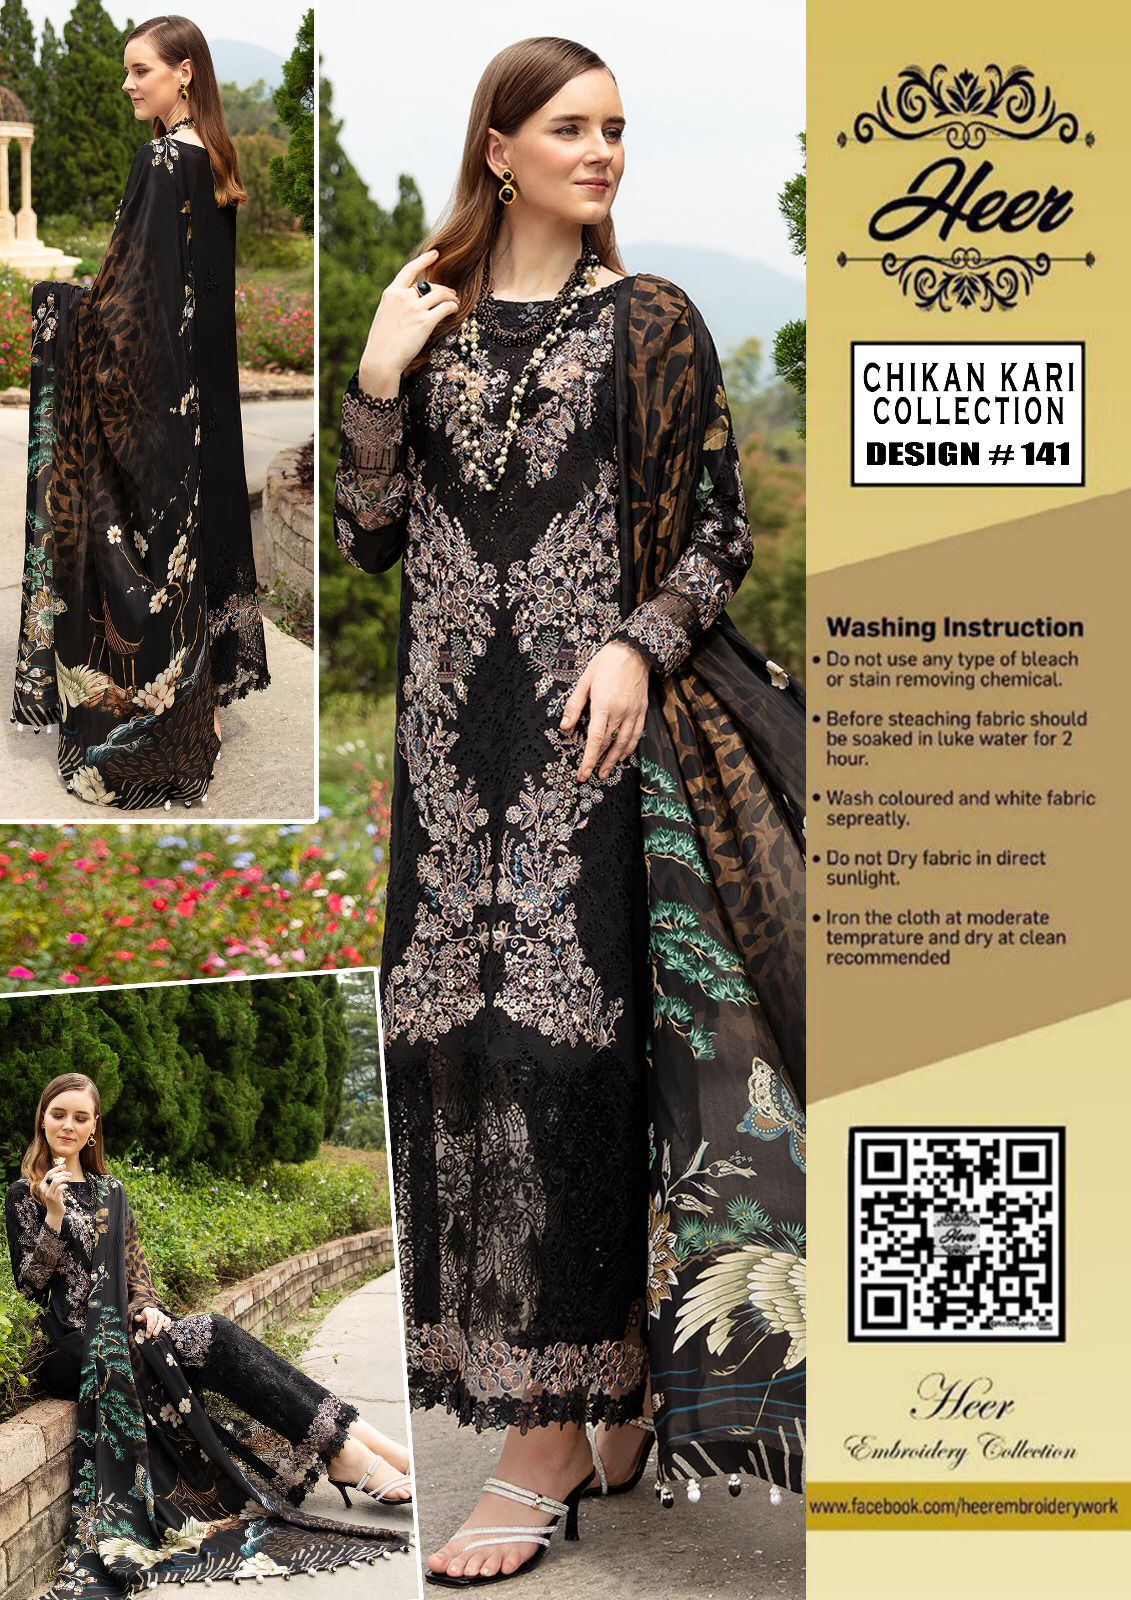 Heer
CHIKAN KARI
COLLECTION
DESIGN # 141
Washing Instruction
• Do not use any type of bleach
or stain removing chemical.
• Before steaching fabric should
be soaked in luke water for 2
hour.
• Wash coloured and white fabric
sepreatly.
• Do not Dry fabric in direct
sunlight.
• Iron the cloth at moderate
temprature and dry at clean
recommended
Heer
Heer
Embroidery Collection
www.facebook.com/heerembroiderywork